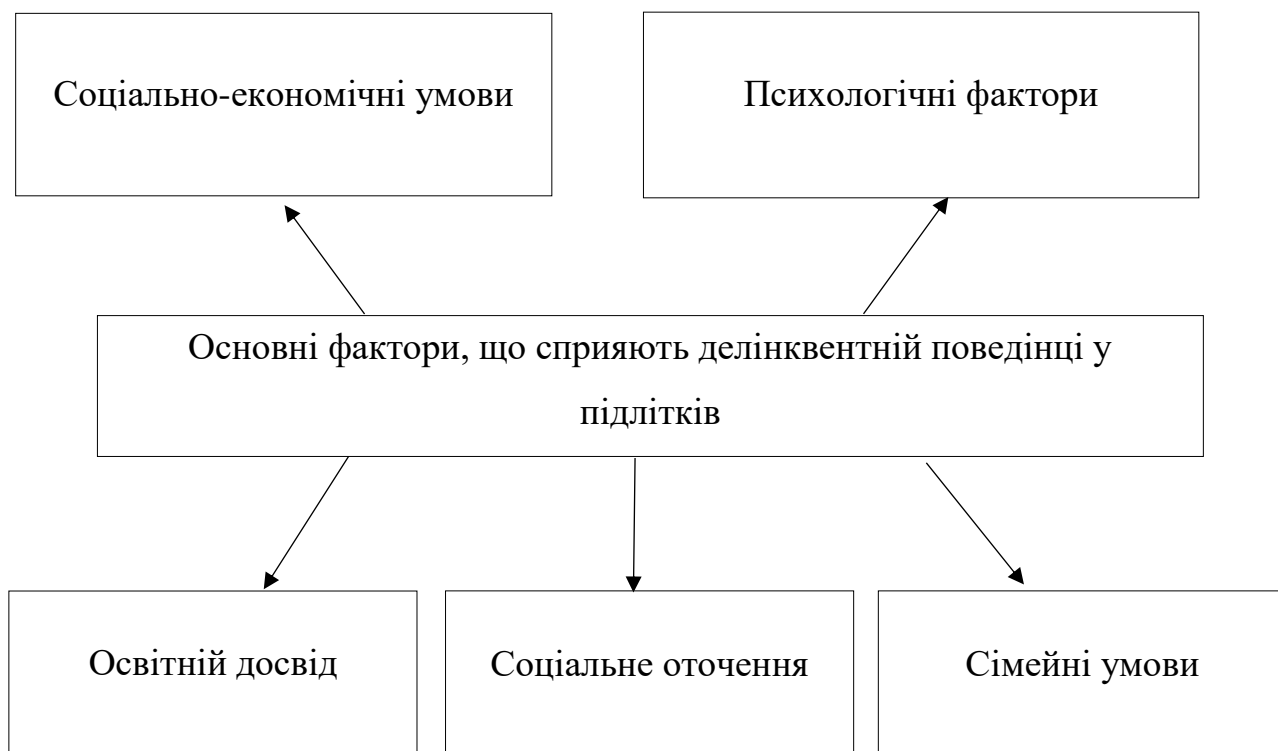 Соціально-економічні умови
Психологічні фактори
Основні фактори, що сприяють делінквентній поведінці у
підлітків
Освітній досвід
Соціальне оточення
Сімейні умови